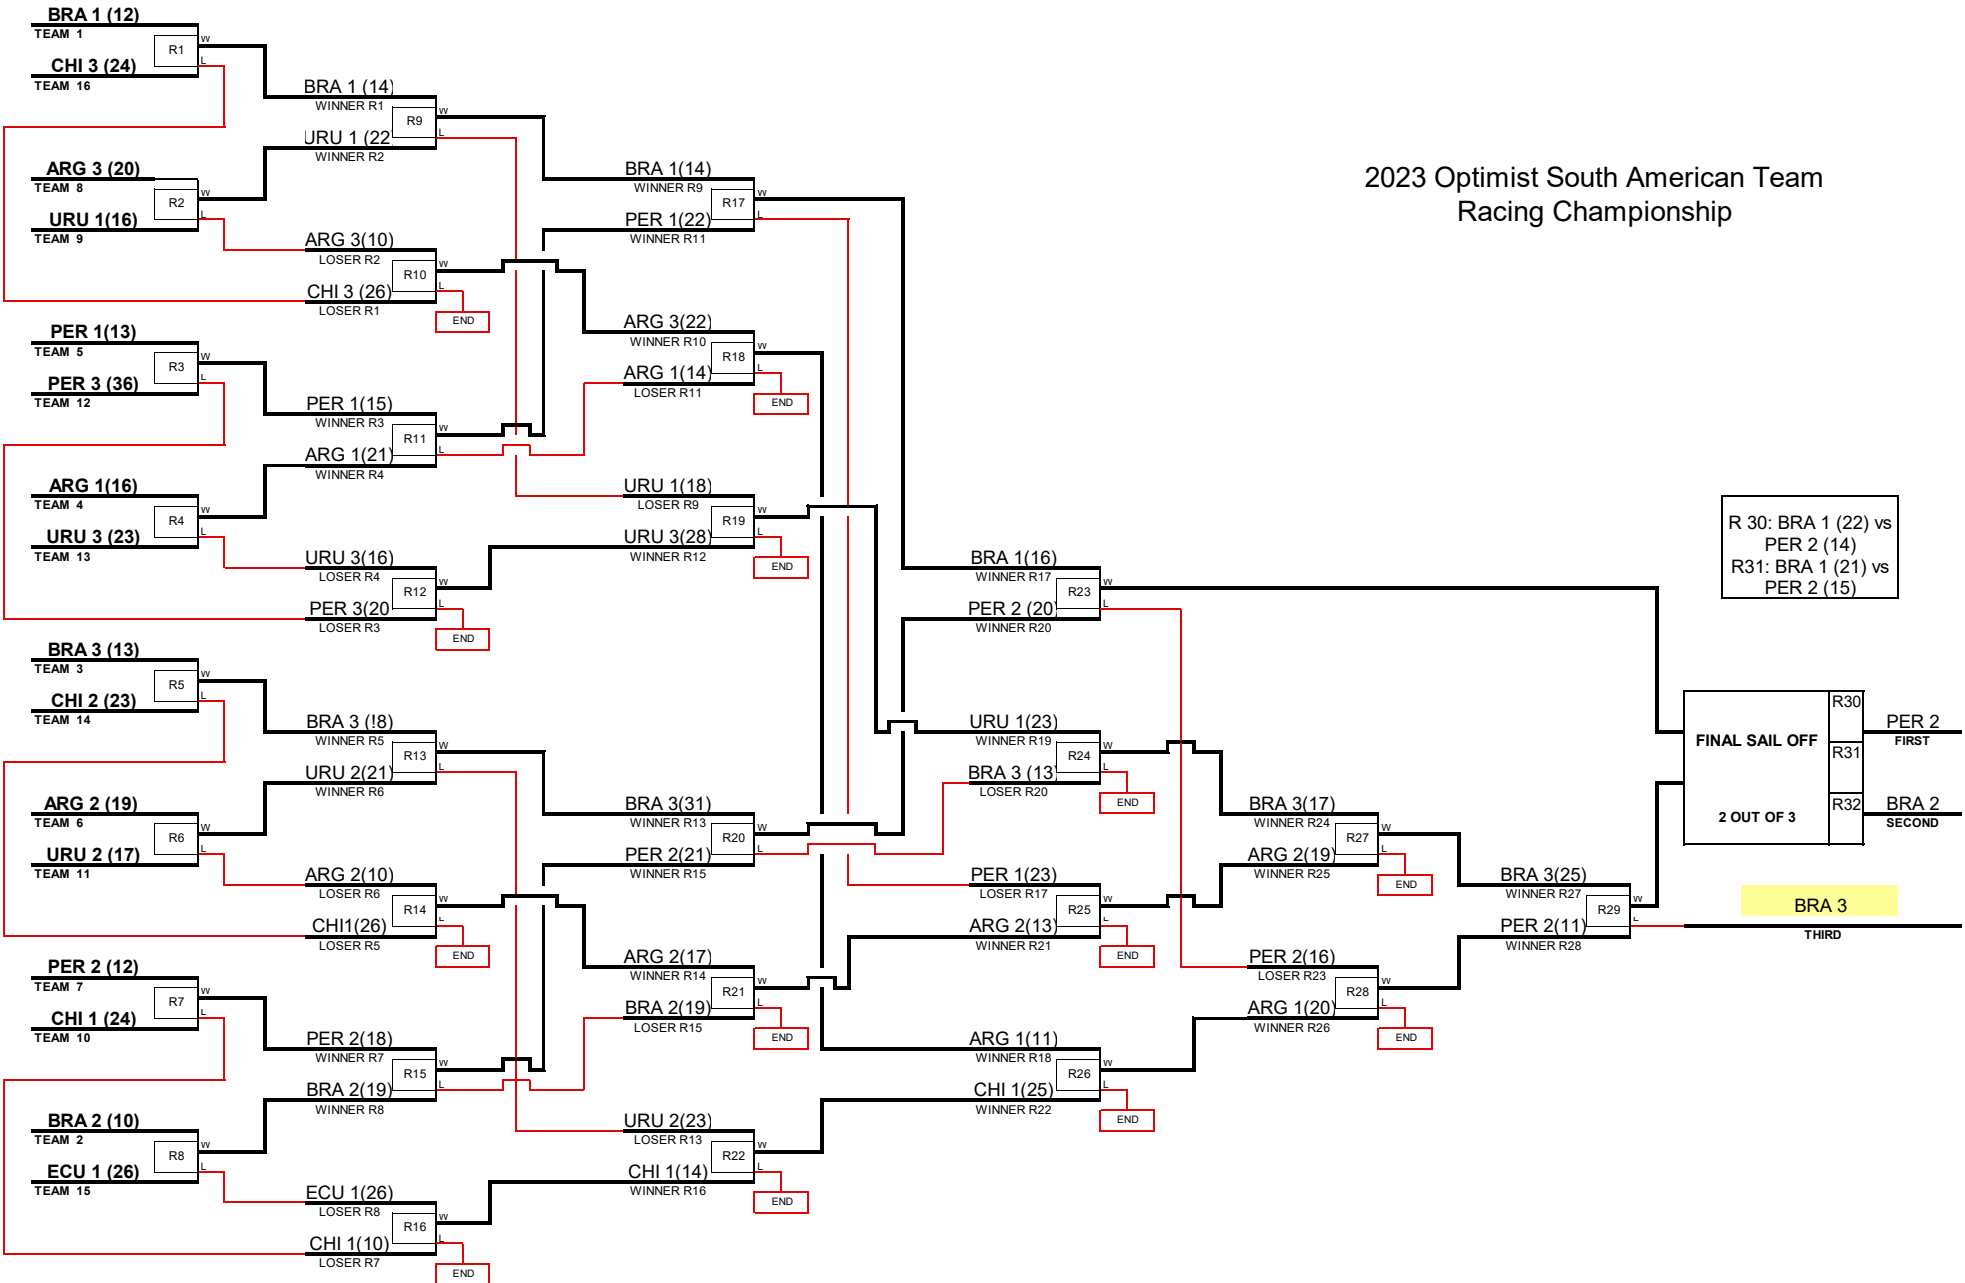 BRA 1 (12)
TEAM 1
R1
W
L
CHI 3 (24)
TEAM 16
BRA 1 (14)
WINNER R1
R9
W
L
URU 1 (22
WINNER R2
ARG 3 (20)
TEAM 8
R2
W
L
URU 1(16)
TEAM 9
ARG 3(10)
LOSER R2
R10
W
L
CHI 3 (26)
LOSER R1
END
PER 1(13)
TEAM 5
R3
W
L
PER 3 (36)
TEAM 12
PER 1(15)
WINNER R3
R11
W
L
ARG 1(21)
WINNER R4
ARG 1(16)
TEAM 4
R4
W
L
URU 3 (23)
TEAM 13
URU 3(16)
LOSER R4
R12
W
L
PER 3(20
LOSER R3
END
BRA 3 (13)
TEAM 3
R5
W
L
CHI 2 (23)
TEAM 14
BRA 3 (!8)
WINNER R5
R13
W
L
URU 2(21)
WINNER R6
ARG 2 (19)
TEAM 6
R6
W
L
URU 2 (17)
TEAM 11
ARG 2(10)
LOSER R6
R14
W
L
CHI1(26)
LOSER R5
END
PER 2 (12)
TEAM 7
R7
W
L
CHI 1 (24)
TEAM 10
PER 2(18)
WINNER R7
R15
W
L
BRA 2(19)
WINNER R8
BRA 2 (10)
TEAM 2
R8
W
L
ECU 1 (26)
TEAM 15
ECU 1(26)
LOSER R8
R16
W
L
CHI 1(10)
LOSER R7
END
BRA 1(14)
WINNER R9
R17
W
L
PER 1(22)
WINNER R11
ARG 3(22)
WINNER R10
R18
W
L
ARG 1(14)
LOSER R11
END
URU 1(18)
LOSER R9
R19
W
L
URU 3(28)
WINNER R12
END
BRA 3(31)
WINNER R13
R20
W
L
PER 2(21)
WINNER R15
ARG 2(17)
WINNER R14
R21
W
L
BRA 2(19)
LOSER R15
END
URU 2(23)
LOSER R13
R22
W
L
CHI 1(14)
WINNER R16
END
BRA 1(16)
WINNER R17
R23
W
L
PER 2 (20)
WINNER R20
URU 1(23)
WINNER R19
R24
W
L
BRA 3 (13)
LOSER R20
END
PER 1(23)
LOSER R17
R25
W
L
ARG 2(13)
WINNER R21
END
ARG 1(11)
WINNER R18
R26
W
L
CHI 1(25)
WINNER R22
END
BRA 3(17)
WINNER R24
R27
W
L
ARG 2(19)
WINNER R25
END
PER 2(16)
LOSER R23
R28
W
L
ARG 1(20)
WINNER R26
END
BRA 3(25)
WINNER R27
R29
W
L
PER 2(11)
WINNER R28
2023 Optimist South American Team
Racing Championship
R 30: BRA 1 (22) vs
PER 2 (14)
R31: BRA 1 (21) vs
PER 2 (15)
FINAL SAIL OFF
2 OUT OF 3
R30
R31
R32
PER 2
FIRST
BRA 2
SECOND
BRA 3
THIRD